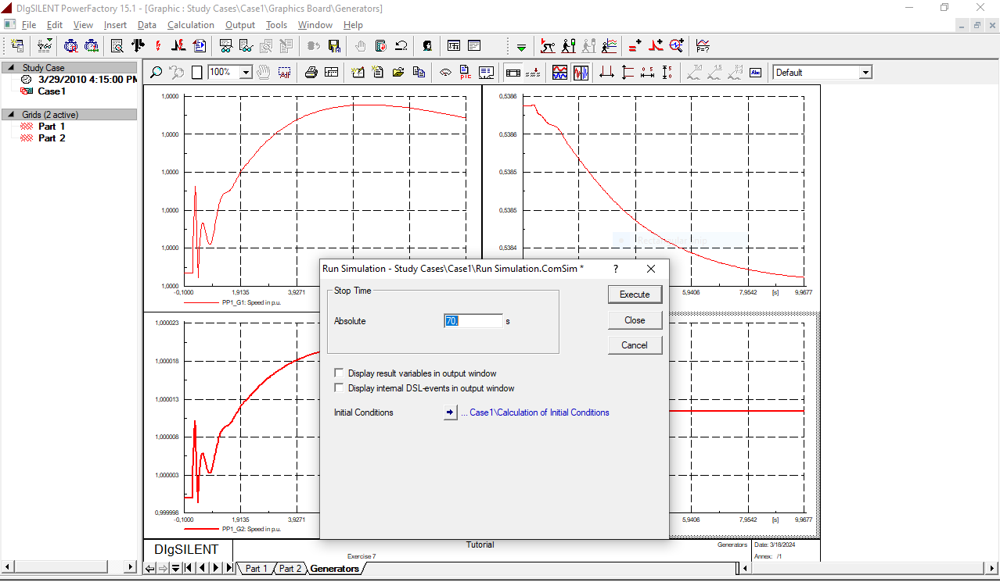 DIgSILENT PowerFactory 15.1 - [Graphic : Study Cases\Case1\Graphics Board\Generators]
File Edit View Insert Data Calculation Output Tools Window Help
Study Case
3/29/2010 4:15:00 PM
Case1
Grids (2 active)
Part 1
Part 2
100%
Default
1,0000
1,0000
1,0000
1,0000
1,0000
1,0000
-0,1000 1,9135 3,9271
PP1_G1: Speed in p.u.
0,5386
0,5386
0,5385
0,5385
0,5384
5,9406 7,9542 [s] 9,9677
Run Simulation - Study Cases\Case1\Run Simulation.ComSim *
?
Stop Time
Absolute 70, s
Execute
Close
Cancel
Display result variables in output window
Display internal DSL-events in output window
Initial Conditions ... Case1\Calculation of Initial Conditions
1,000023
1,000018
1,000013
1,000008
1,000003
0,999998
-0,1000 1,9135 3,9271
PP1_G2: Speed in p.u.
5,9406 7,9542 [s] 9,9677
DIgSILENT
Tutorial
Exercise 7
Generators
Date: 3/18/2024
Annex: /1
Part 1 Part 2 Generators